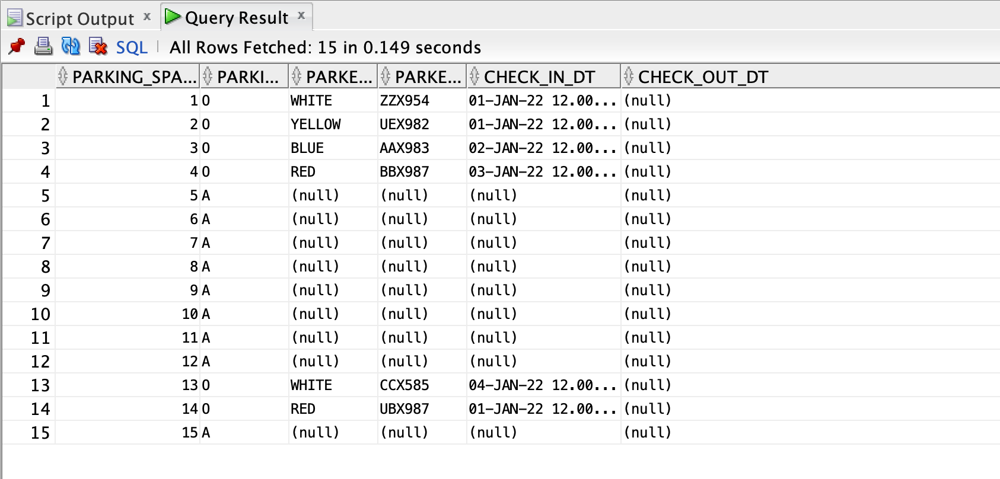 Script Output x Query Result x
SQL All Rows Fetched: 15 in 0.149 seconds
PARKING_SPA... PARKI... PARKE... PARKE... CHECK_IN_DT CHECK_OUT_DT
1 1 O WHITE ZZX954 01-JAN-22 12.00... (null)
2 2 O YELLOW UEX982 01-JAN-22 12.00... (null)
3 3 O BLUE AAX983 02-JAN-22 12.00... (null)
4 4 O RED BBX987 03-JAN-22 12.00... (null)
5 5 A (null) (null) (null) (null)
6 6 A (null) (null) (null) (null)
7 7 A (null) (null) (null) (null)
8 8 A (null) (null) (null) (null)
9 9 A (null) (null) (null) (null)
10 10 A (null) (null) (null) (null)
11 11 A (null) (null) (null) (null)
12 12 A (null) (null) (null) (null)
13 13 O WHITE CCX585 04-JAN-22 12.00... (null)
14 14 O RED UBX987 01-JAN-22 12.00... (null)
15 15 A (null) (null) (null) (null)